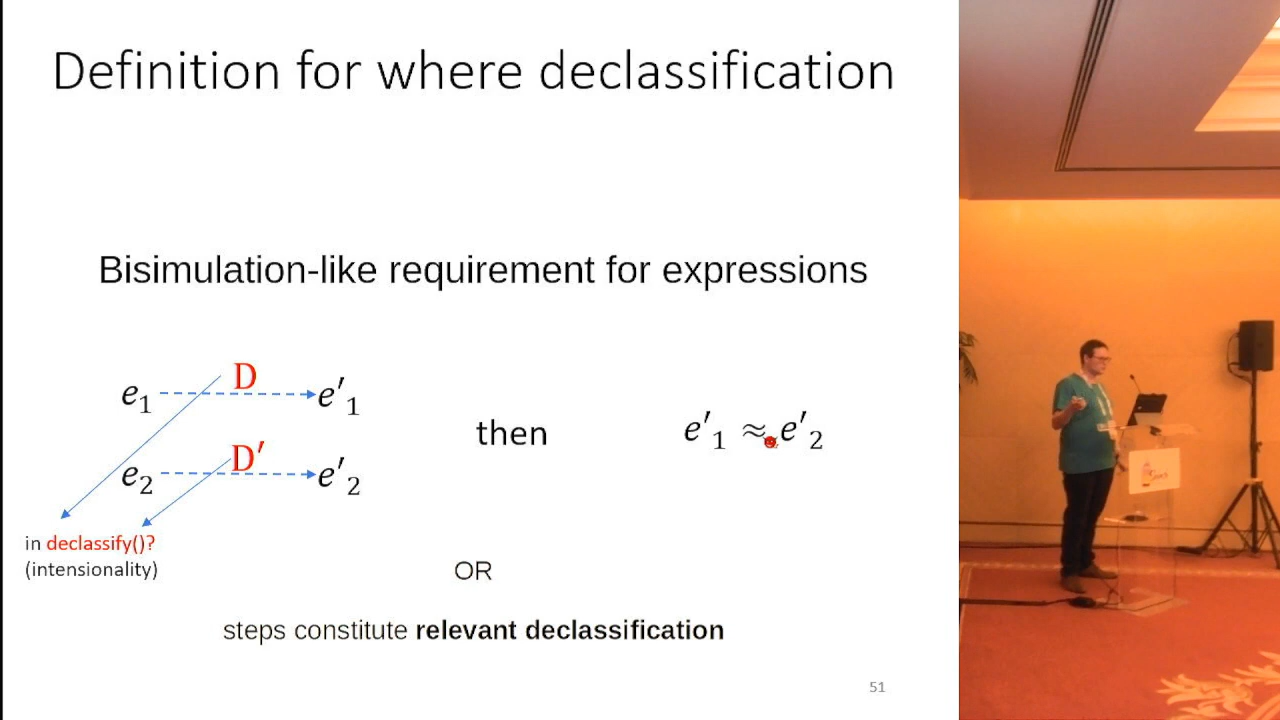 Definition for where declassification
Bisimulation-like requirement for expressions
e₁ D e′₁
e₂ D′ e′₂
then
e′₁ ≈ e′₂
in declassify()?
(intensionality)
OR
steps constitute relevant declassification
51